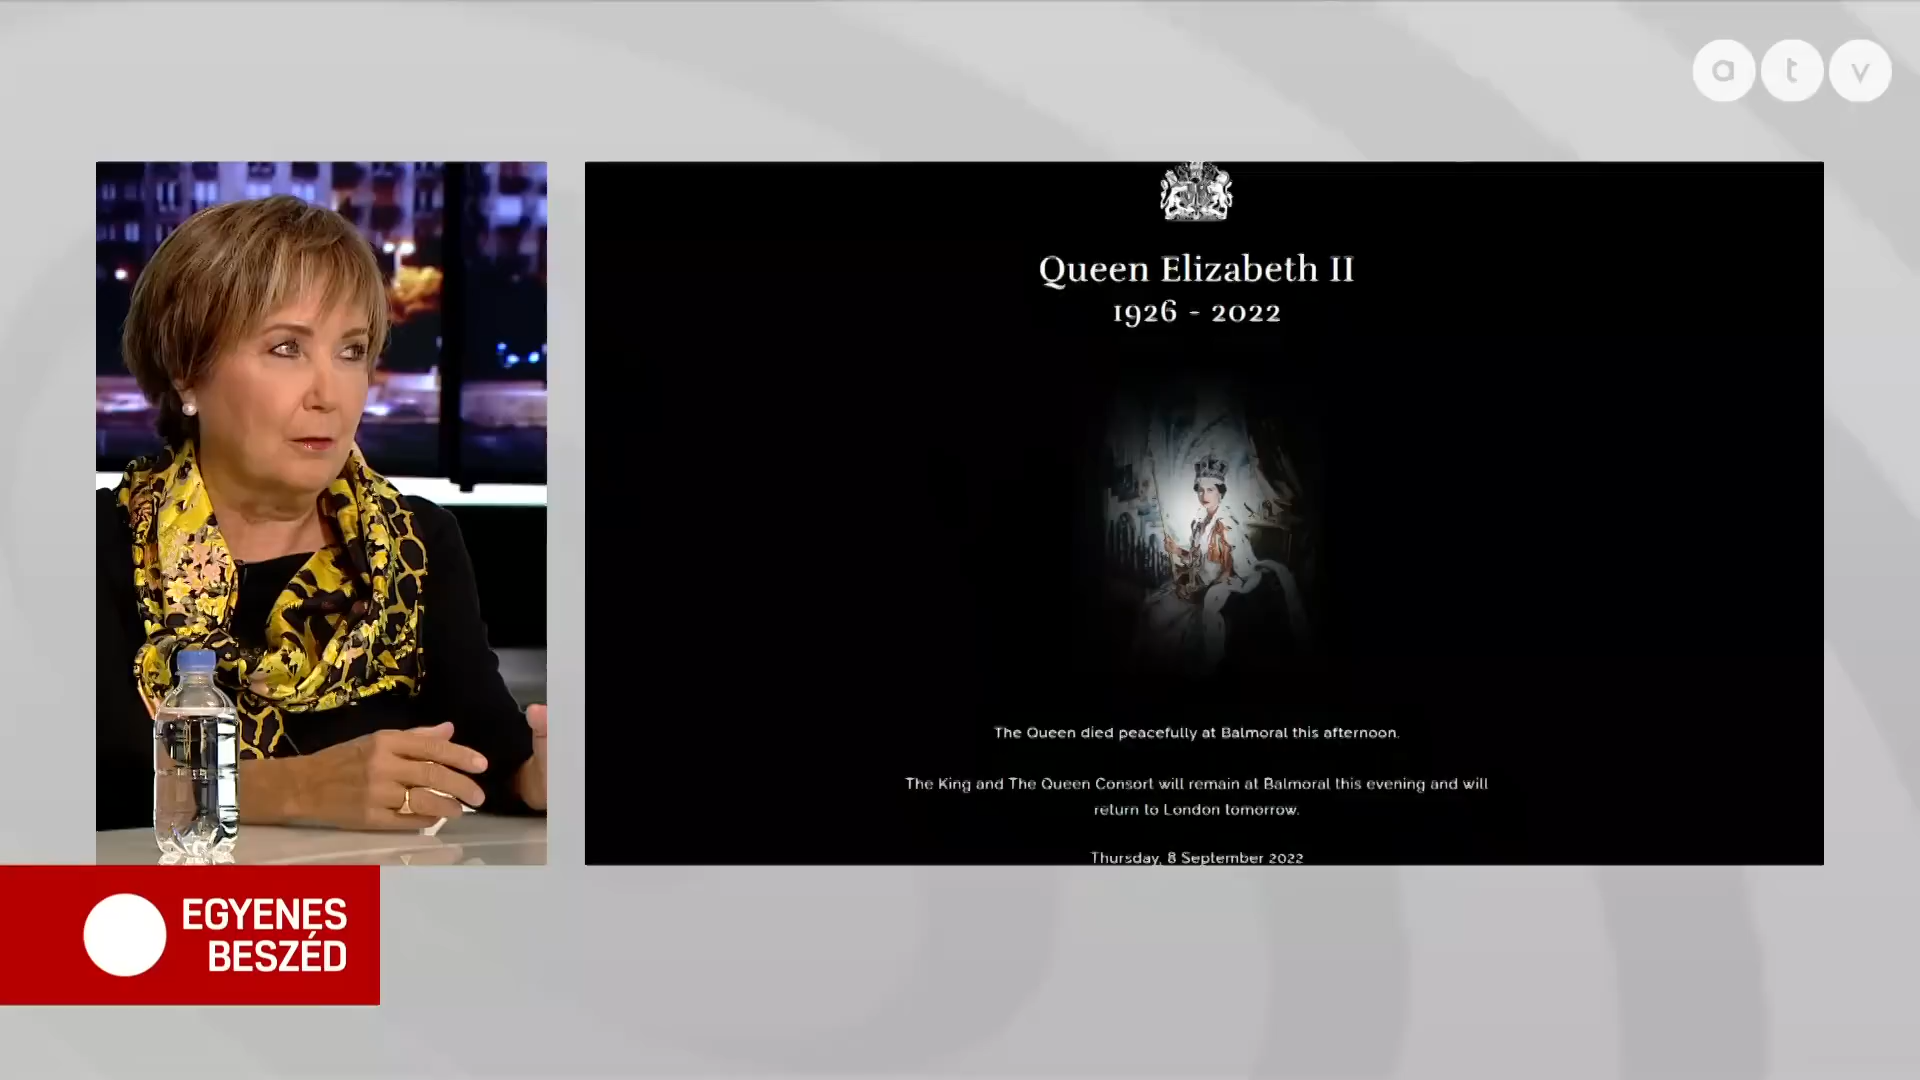 a t v
Queen Elizabeth II
1926 - 2022
The Queen died peacefully at Balmoral this afternoon.
The King and The Queen Consort will remain at Balmoral this evening and will
return to London tomorrow.
Thursday, 8 September 2022
EGYENES
BESZÉD